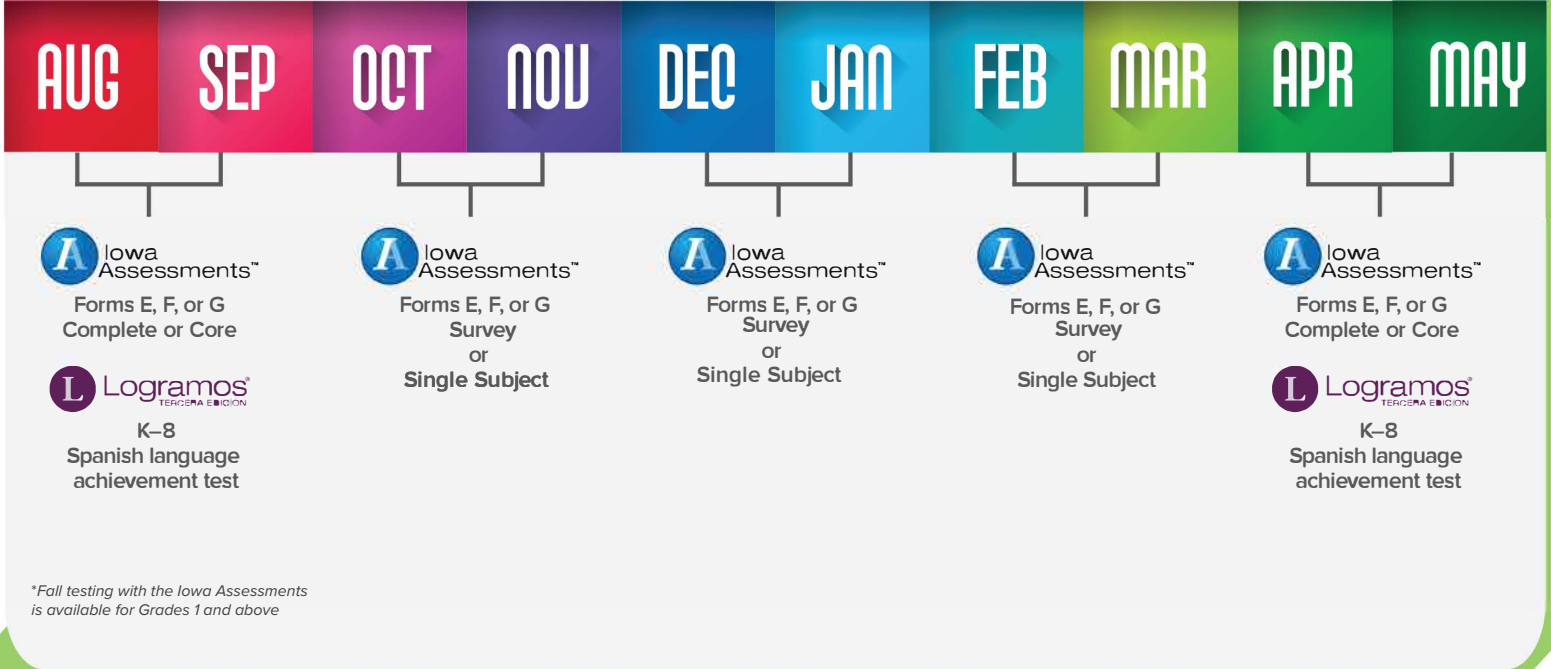 AUG
SEP
OCT
NOV
DEC
JAN
FEB
MAR
APR
MAY
A
Iowa
Assessments™
Forms E, F, or G
Complete or Core
L
Logramos®
TERCERA EDICIÓN
K–8
Spanish language
achievement test
A
Iowa
Assessments™
Forms E, F, or G
Survey
or
Single Subject
A
Iowa
Assessments™
Forms E, F, or G
Survey
or
Single Subject
A
Iowa
Assessments™
Forms E, F, or G
Survey
or
Single Subject
A
Iowa
Assessments™
Forms E, F, or G
Complete or Core
L
Logramos®
TERCERA EDICIÓN
K–8
Spanish language
achievement test
*Fall testing with the Iowa Assessments
is available for Grades 1 and above